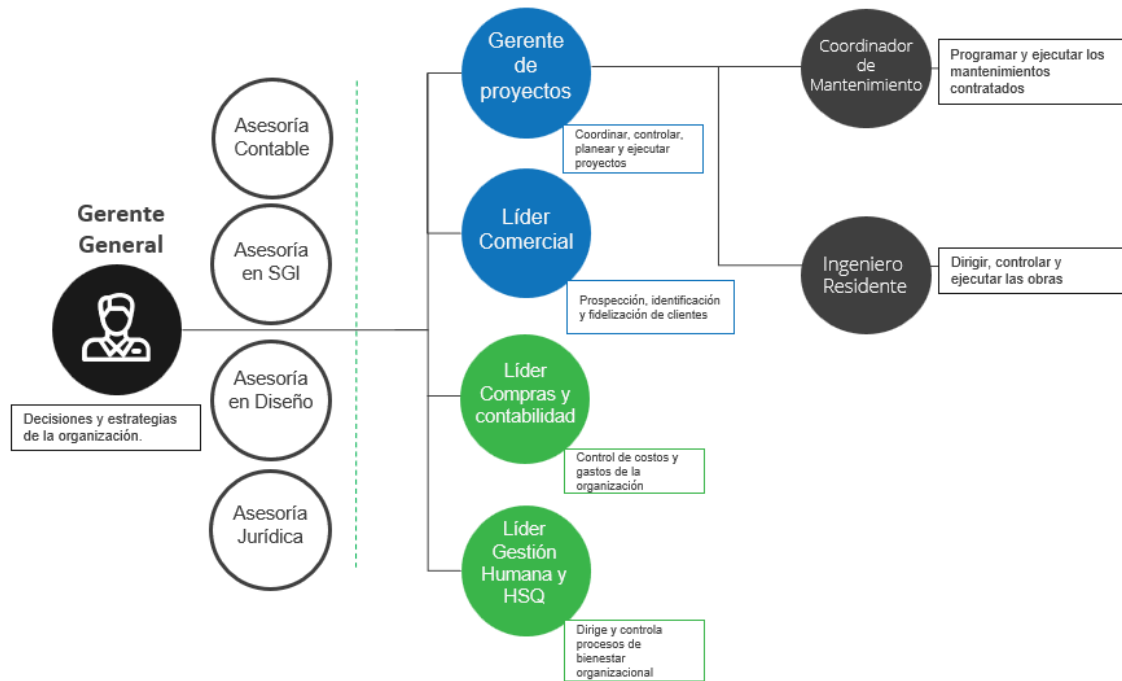 Gerente
General
Decisiones y estrategias
de la organización.
Asesoría
Contable
Asesoría
en SGI
Asesoría
en Diseño
Asesoría
Jurídica
Gerente
de
proyectos
Coordinar, controlar,
planear y ejecutar
proyectos
Líder
Comercial
Prospección, identificación
y fidelización de clientes
Líder
Compras y
contabilidad
Control de costos y
gastos de la
organización
Líder
Gestión
Humana y
HSQ
Dirige y controla
procesos de
bienestar
organizacional
Coordinador
de
Mantenimiento
Programar y ejecutar los
mantenimientos
contratados
Ingeniero
Residente
Dirigir, controlar y
ejecutar las obras